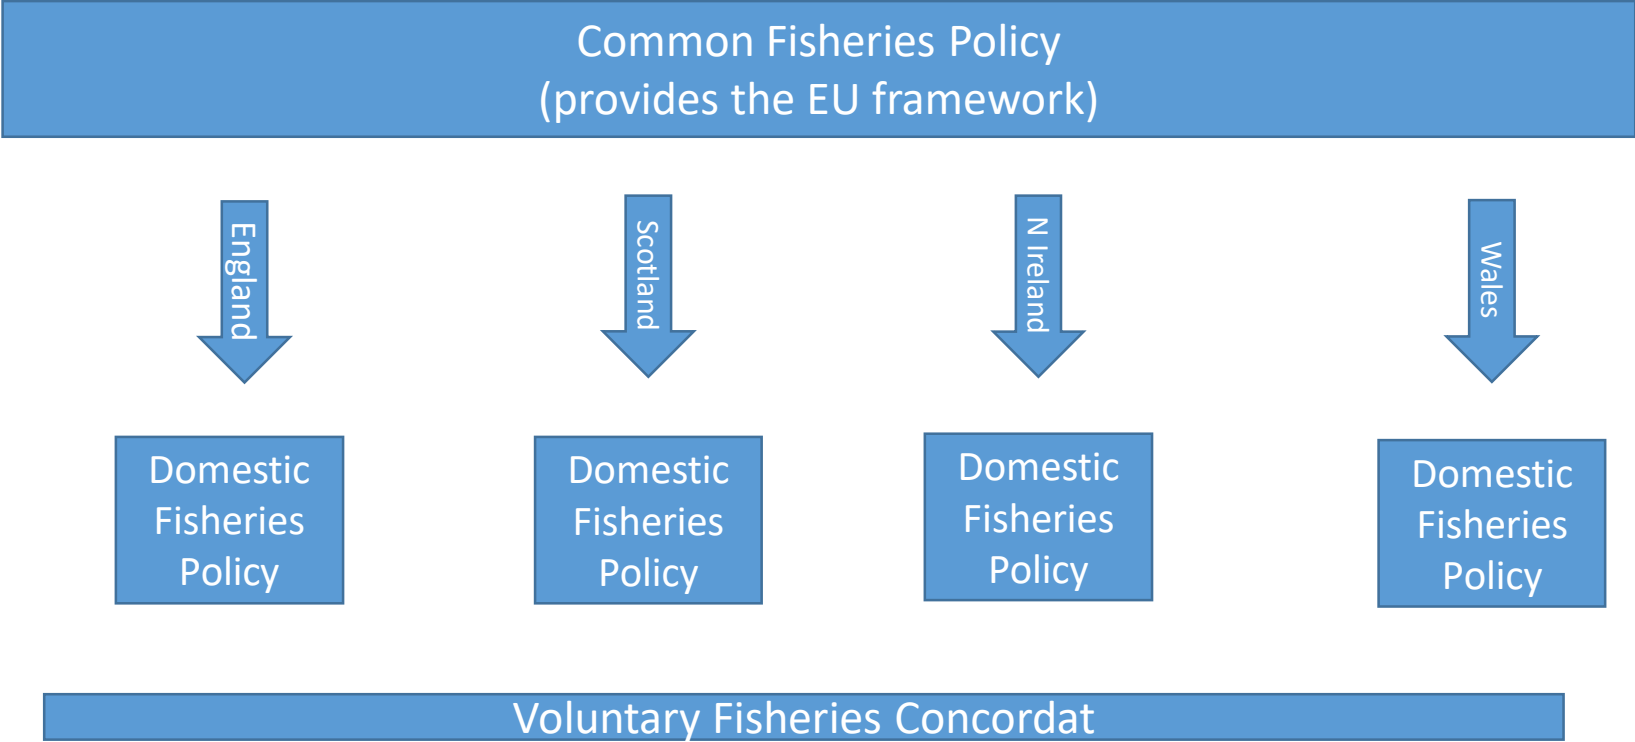 Common Fisheries Policy
(provides the EU framework)
England
Scotland
N Ireland
Wales
Domestic
Fisheries
Policy
Domestic
Fisheries
Policy
Domestic
Fisheries
Policy
Domestic
Fisheries
Policy
Voluntary Fisheries Concordat